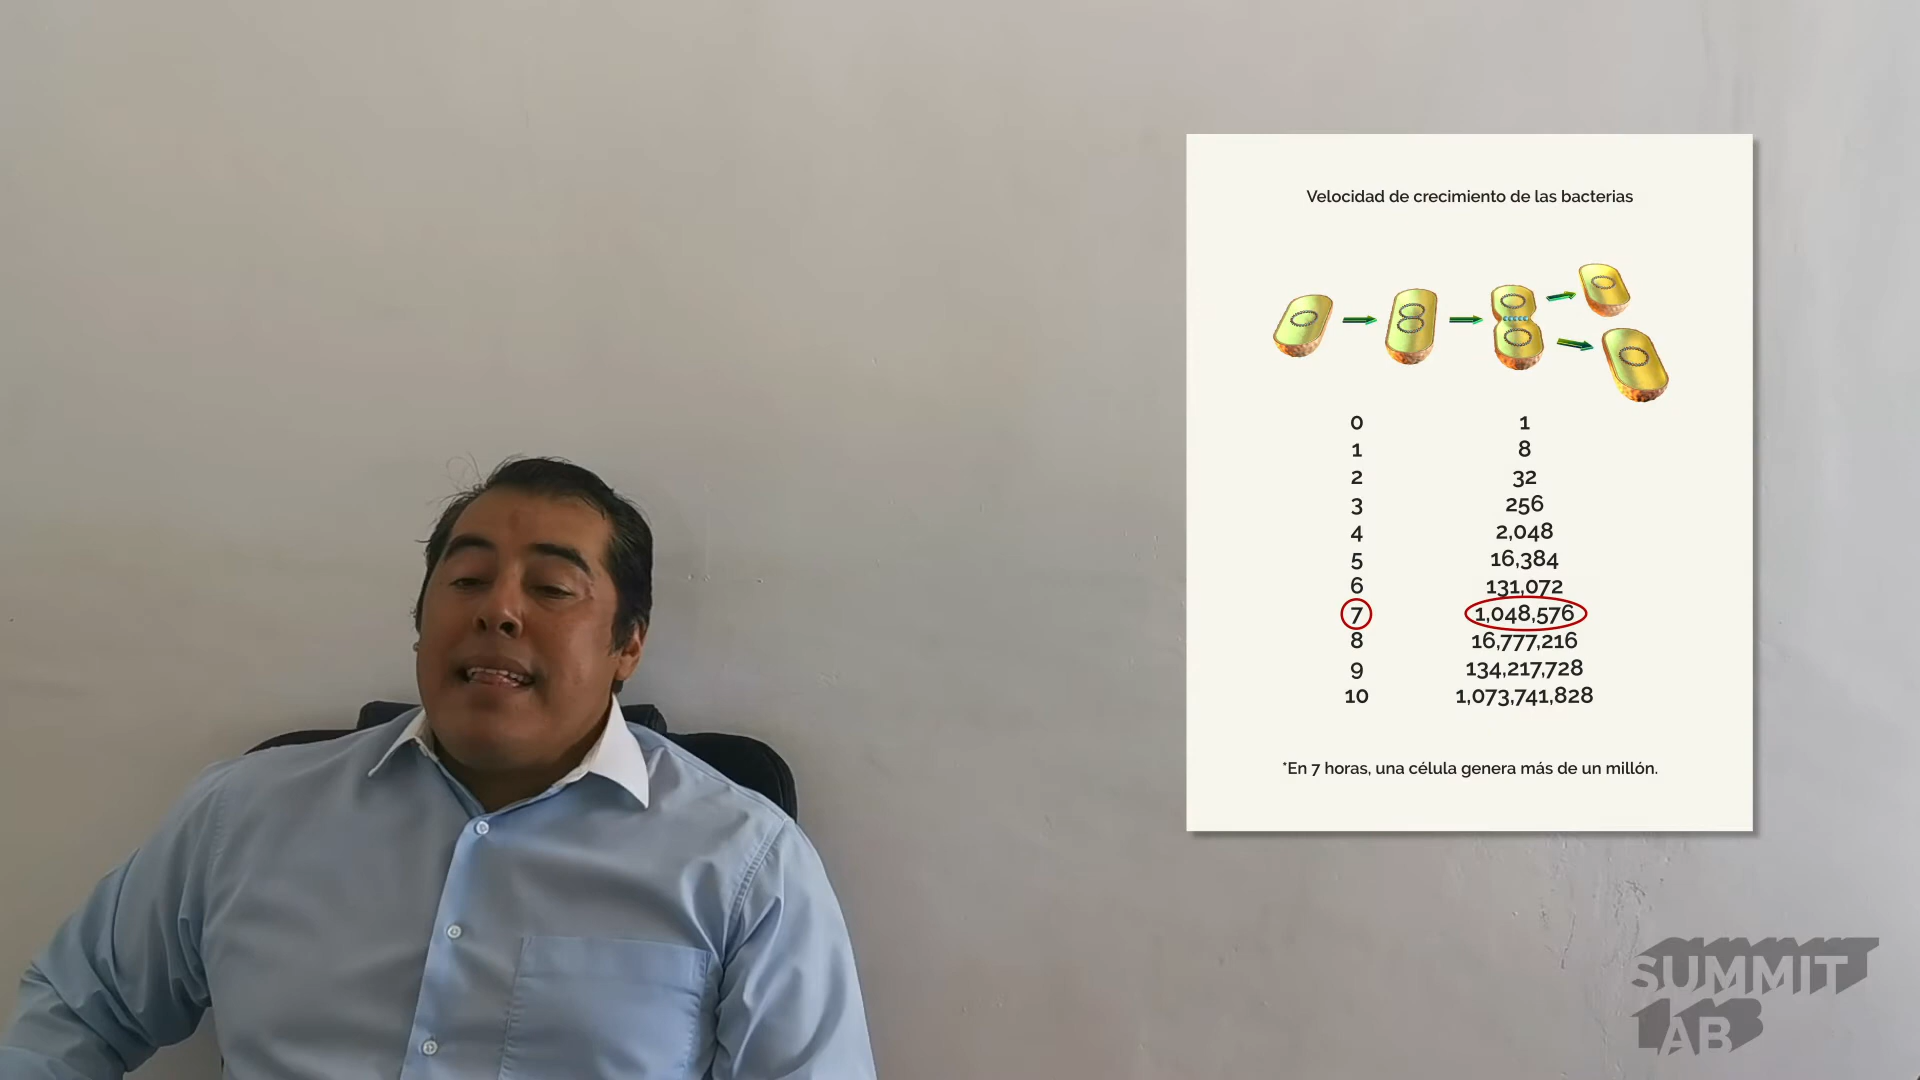 Velocidad de crecimiento de las bacterias
0 1
1 8
2 32
3 256
4 2,048
5 16,384
6 131,072
7 1,048,576
8 16,777,216
9 134,217,728
10 1,073,741,828
*En 7 horas, una célula genera más de un millón.
SUMMIT
LAB